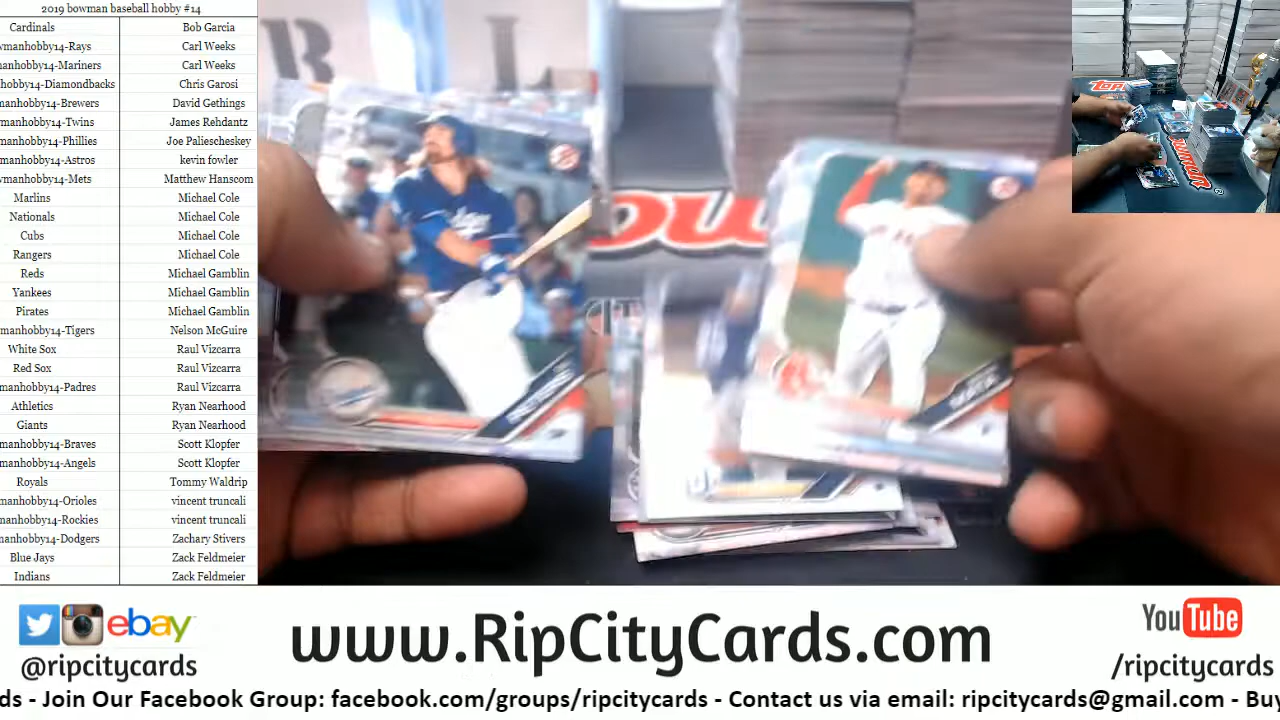 2019 bowman baseball hobby #14
Cardinals Bob Garcia
wmanhobby14-Rays Carl Weeks
manhobby14-Mariners Carl Weeks
hobby14-Diamondbacks Chris Garosi
manhobby14-Brewers David Gethings
wmanhobby14-Twins James Rehdantz
manhobby14-Phillies Joe Paliescheskey
manhobby14-Astros kevin fowler
wmanhobby14-Mets Matthew Hanscom
Marlins Michael Cole
Nationals Michael Cole
Cubs Michael Cole
Rangers Michael Cole
Reds Michael Gamblin
Yankees Michael Gamblin
Pirates Michael Gamblin
manhobby14-Tigers Nelson McGuire
White Sox Raul Vizcarra
Red Sox Raul Vizcarra
manhobby14-Padres Raul Vizcarra
Athletics Ryan Nearhood
Giants Ryan Nearhood
manhobby14-Braves Scott Klopfer
manhobby14-Angels Scott Klopfer
Royals Tommy Waldrip
manhobby14-Orioles vincent truncali
manhobby14-Rockies vincent truncali
manhobby14-Dodgers Zachary Stivers
Blue Jays Zack Feldmeier
Indians Zack Feldmeier
ebay
@ripcitycards
www.RipCityCards.com
YouTube
/ripcitycards
ds - Join Our Facebook Group: facebook.com/groups/ripcitycards - Contact us via email: ripcitycards@gmail.com - Buy